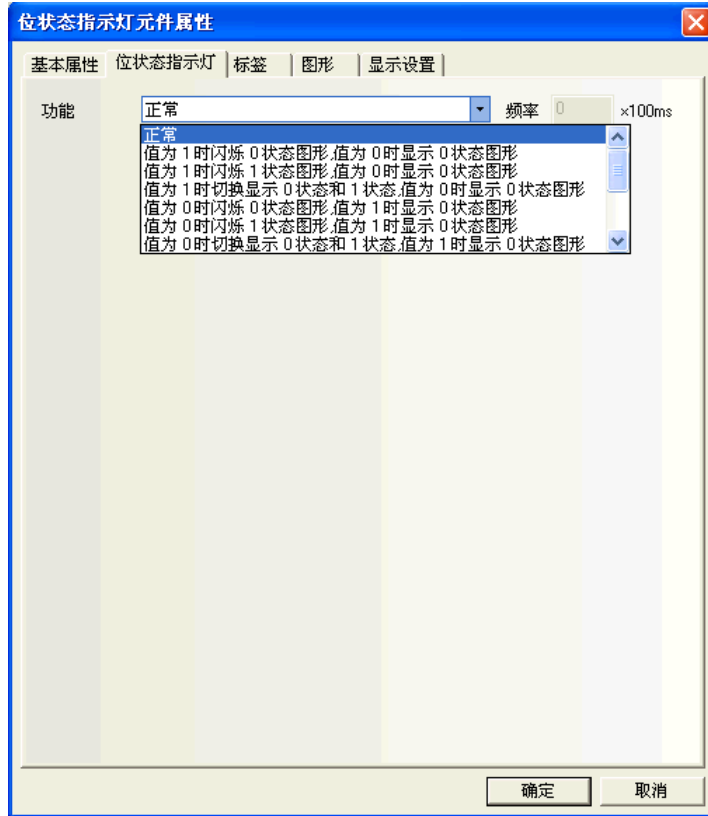 位状态指示灯元件属性
基本属性 位状态指示灯 标签 图形 显示设置
功能 正常 频率 0 ×100ms
正常
值为 1 时闪烁 0 状态图形,值为 0 时显示 0 状态图形
值为 1 时闪烁 1 状态图形,值为 0 时显示 0 状态图形
值为 1 时切换显示 0 状态和 1 状态,值为 0 时显示 0 状态图形
值为 0 时闪烁 0 状态图形,值为 1 时显示 0 状态图形
值为 0 时闪烁 1 状态图形,值为 1 时显示 0 状态图形
值为 0 时切换显示 0 状态和 1 状态,值为 1 时显示 0 状态图形
确定 取消